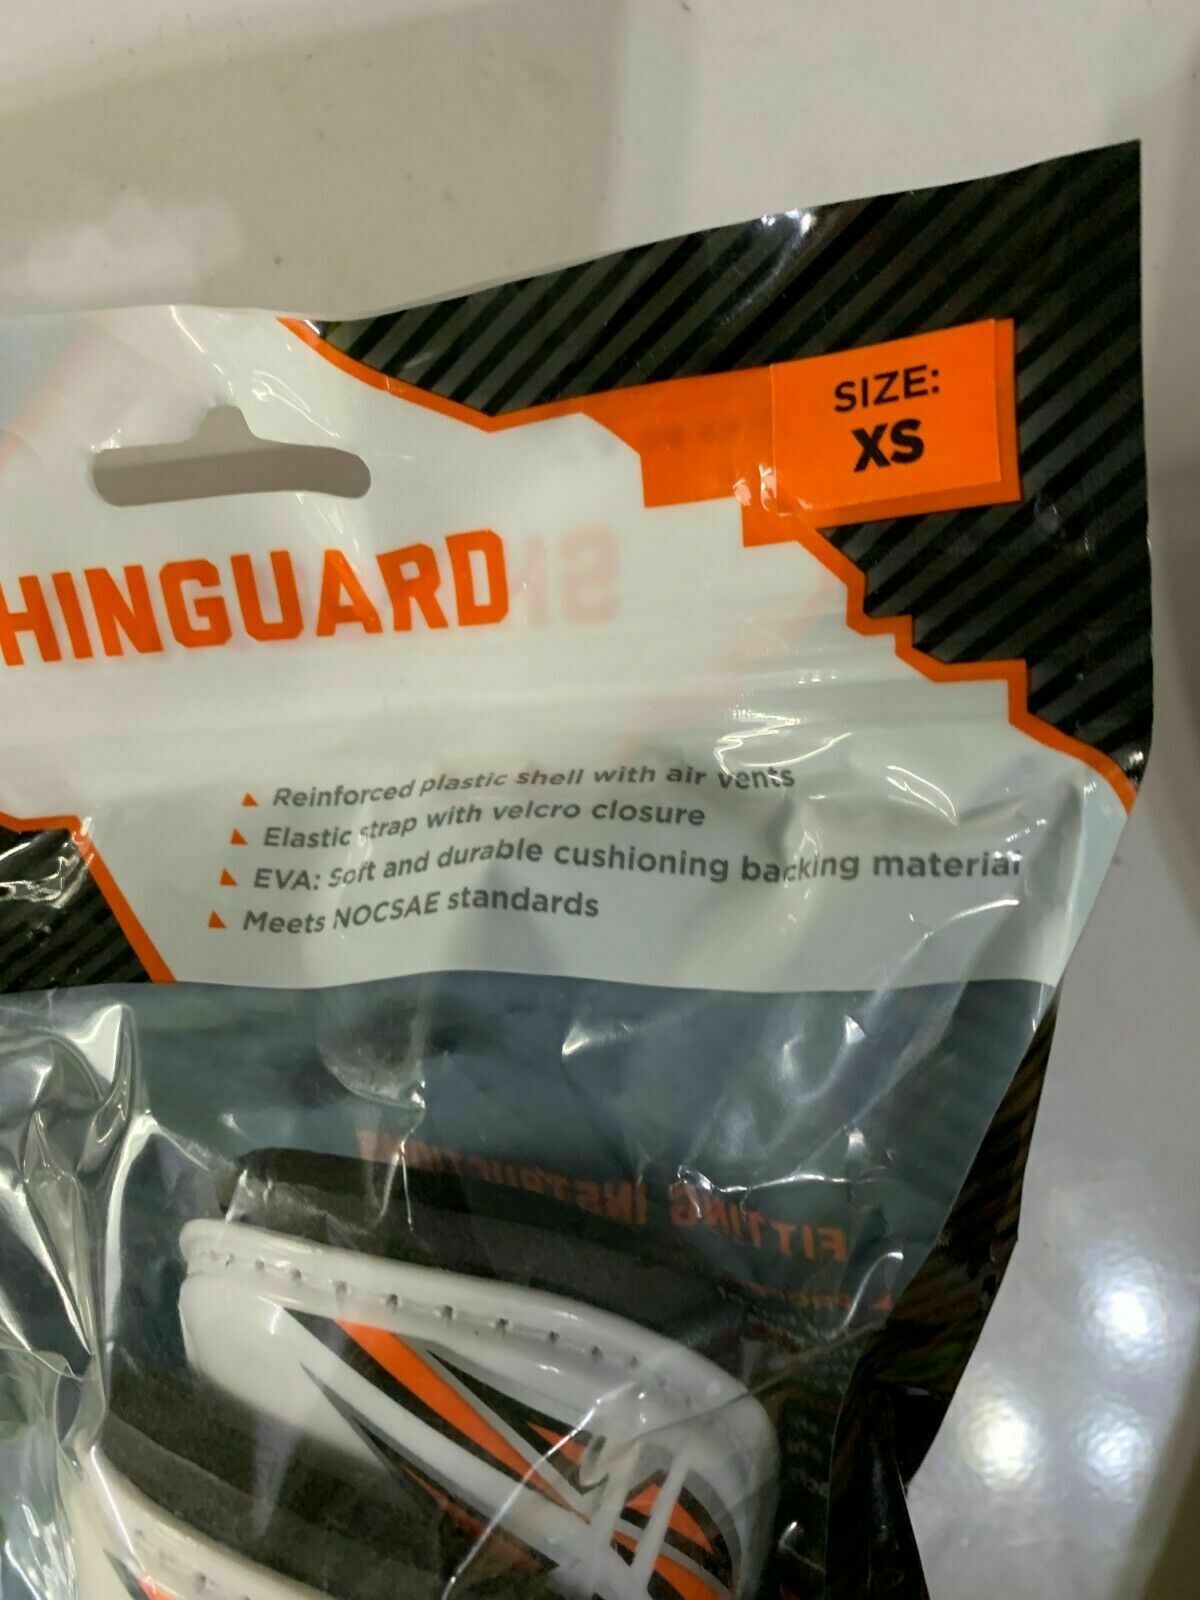 SIZE:
XS
HINGUARD
Reinforced plastic shell with air vents
Elastic strap with velcro closure
EVA: Soft and durable cushioning backing material
Meets NOCSAE standards
FITTING INSTRUCTIONS